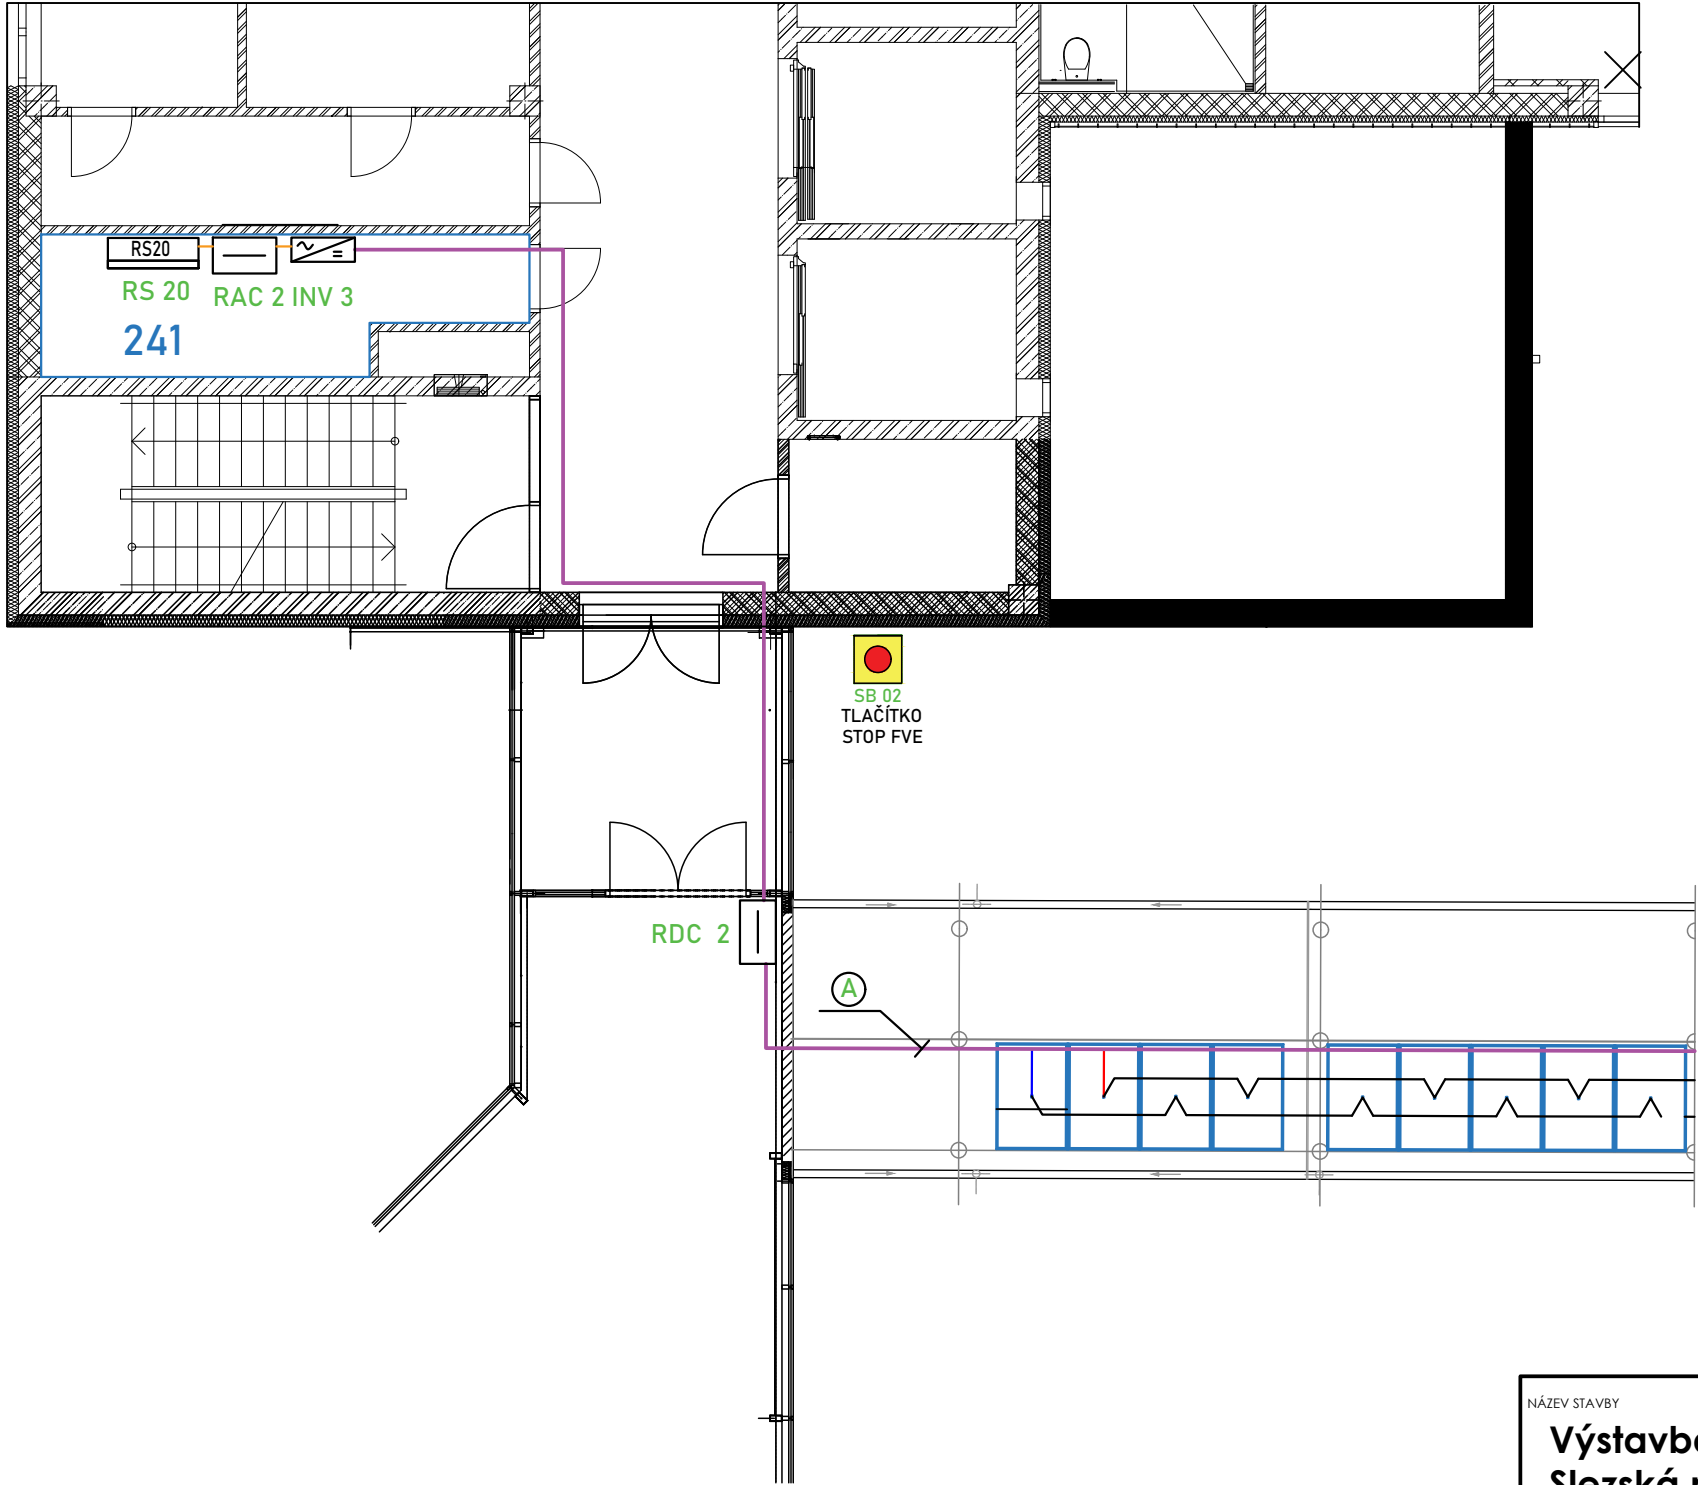 RS20
RS 20
RAC 2 INV 3
241
SB 02
TLAČÍTKO
STOP FVE
RDC 2
A
NÁZEV STAVBY